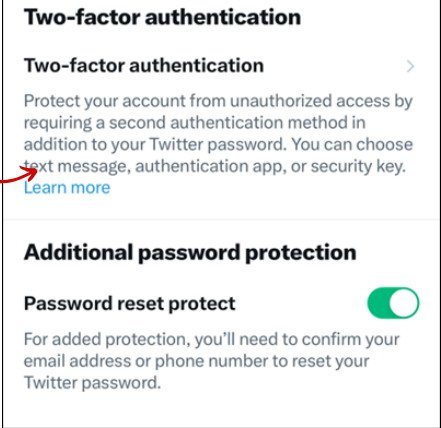 Two-factor authentication
Two-factor authentication
Protect your account from unauthorized access by
requiring a second authentication method in
addition to your Twitter password. You can choose
text message, authentication app, or security key.
Learn more
Additional password protection
Password reset protect
For added protection, you’ll need to confirm your
email address or phone number to reset your
Twitter password.